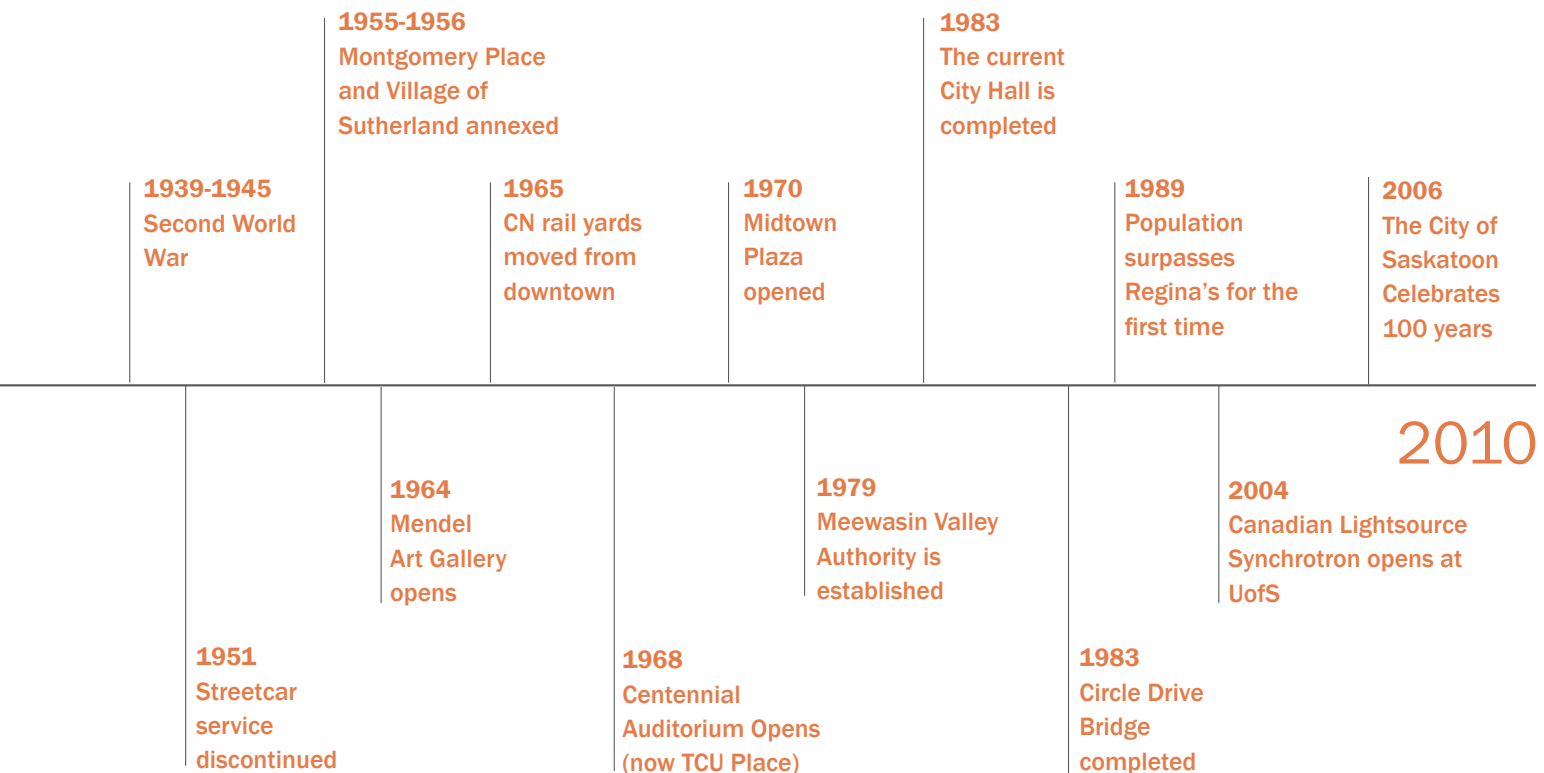 1955-1956
Montgomery Place
and Village of
Sutherland annexed
1983
The current
City Hall is
completed
1939-1945
Second World
War
1965
CN rail yards
moved from
downtown
1970
Midtown
Plaza
opened
1989
Population
surpasses
Regina's for the
first time
2006
The City of
Saskatoon
Celebrates
100 years
2010
1964
Mendel
Art Gallery
opens
1979
Meewasin Valley
Authority is
established
2004
Canadian Lightsource
Synchrotron opens at
UofS
1951
Streetcar
service
discontinued
1968
Centennial
Auditorium Opens
(now TCU Place)
1983
Circle Drive
Bridge
completed